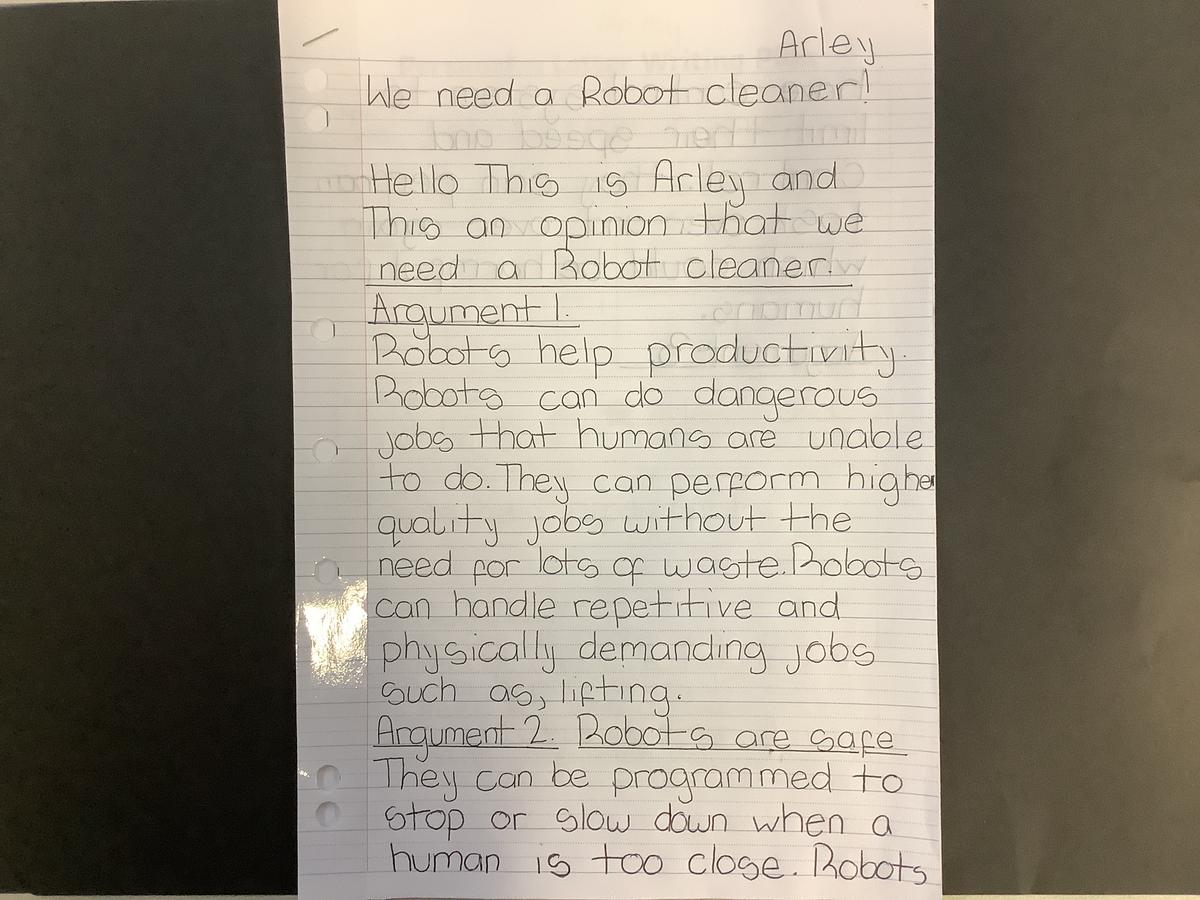 Arley
We need a Robot cleaner!
Hello This is Arley and
This an opinion that we
need a Robot cleaner.
Argument 1.
Robots help productivity.
Robots can do dangerous
jobs that humans are unable
to do. They can perform higher
quality jobs without the
need for lots of waste. Robots
can handle repetitive and
physically demanding jobs
such as, lifting.
Argument 2. Robots are safe
They can be programmed to
stop or slow down when a
human is too close. Robots